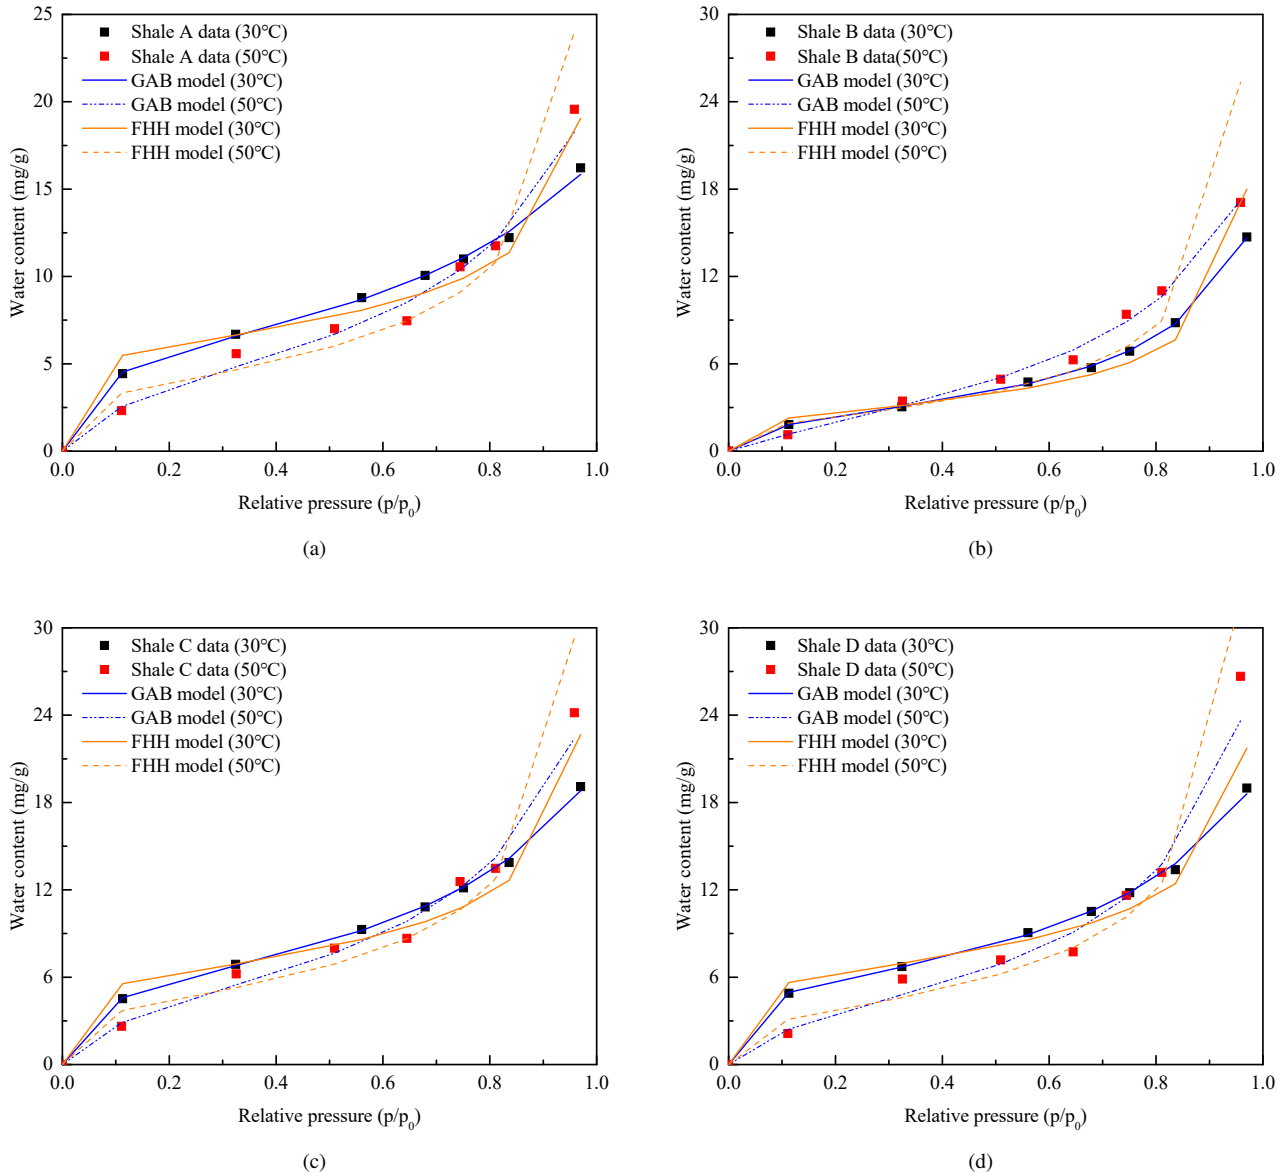 25
20
15
10
5
0
Water content (mg/g)
Shale A data (30°C)
Shale A data (50°C)
GAB model (30°C)
GAB model (50°C)
FHH model (30°C)
FHH model (50°C)
0.0 0.2 0.4 0.6 0.8 1.0
Relative pressure (p/p0)
(a)
30
24
18
12
6
0
Water content (mg/g)
Shale B data (30°C)
Shale B data(50°C)
GAB model (30°C)
GAB model (50°C)
FHH model (30°C)
FHH model (50°C)
0.0 0.2 0.4 0.6 0.8 1.0
Relative pressure (p/p0)
(b)
30
24
18
12
6
0
Water content (mg/g)
Shale C data (30°C)
Shale C data (50°C)
GAB model (30°C)
GAB model (50°C)
FHH model (30°C)
FHH model (50°C)
0.0 0.2 0.4 0.6 0.8 1.0
Relative pressure (p/p0)
(c)
30
24
18
12
6
0
Water content (mg/g)
Shale D data (30°C)
Shale D data (50°C)
GAB model (30°C)
GAB model (50°C)
FHH model (30°C)
FHH model (50°C)
0.0 0.2 0.4 0.6 0.8 1.0
Relative pressure (p/p0)
(d)